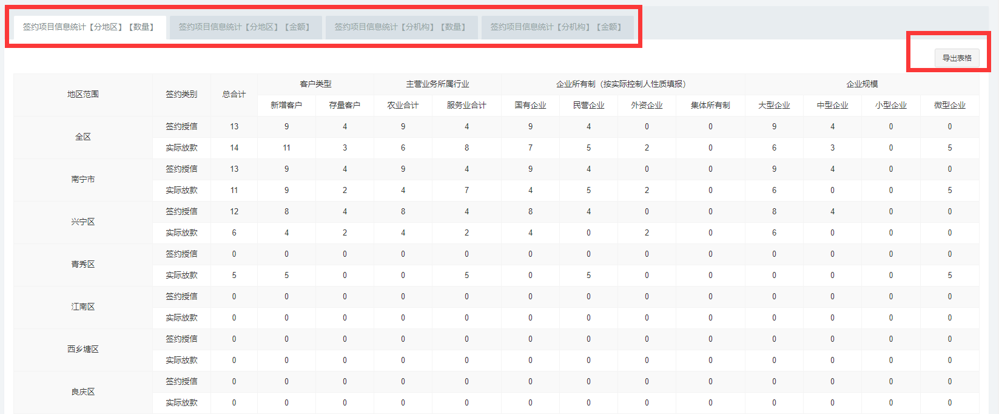 签约项目信息统计【分地区】【数量】 签约项目信息统计【分地区】【金额】 签约项目信息统计【分机构】【数量】 签约项目信息统计【分机构】【金额】
导出表格
地区范围 签约类别 总合计 客户类型 主营业务所属行业 企业所有制（按实际控制人性质填报） 企业规模
新增客户 存量客户 农业合计 服务业合计 国有企业 民营企业 外资企业 集体所有制 大型企业 中型企业 小型企业 微型企业
全区
签约授信 13 9 4 9 4 9 4 0 0 9 4 0 0
实际放款 14 11 3 6 8 7 5 2 0 6 3 0 5
南宁市
签约授信 13 9 4 9 4 9 4 0 0 9 4 0 0
实际放款 11 9 2 4 7 4 5 2 0 6 0 0 5
兴宁区
签约授信 12 8 4 8 4 8 4 0 0 8 4 0 0
实际放款 6 4 2 4 2 4 0 2 0 6 0 0 0
青秀区
签约授信 0 0 0 0 0 0 0 0 0 0 0 0 0
实际放款 5 5 0 0 5 0 5 0 0 0 0 0 5
江南区
签约授信 0 0 0 0 0 0 0 0 0 0 0 0 0
实际放款 0 0 0 0 0 0 0 0 0 0 0 0 0
西乡塘区
签约授信 0 0 0 0 0 0 0 0 0 0 0 0 0
实际放款 0 0 0 0 0 0 0 0 0 0 0 0 0
良庆区
签约授信 0 0 0 0 0 0 0 0 0 0 0 0 0
实际放款 0 0 0 0 0 0 0 0 0 0 0 0 0